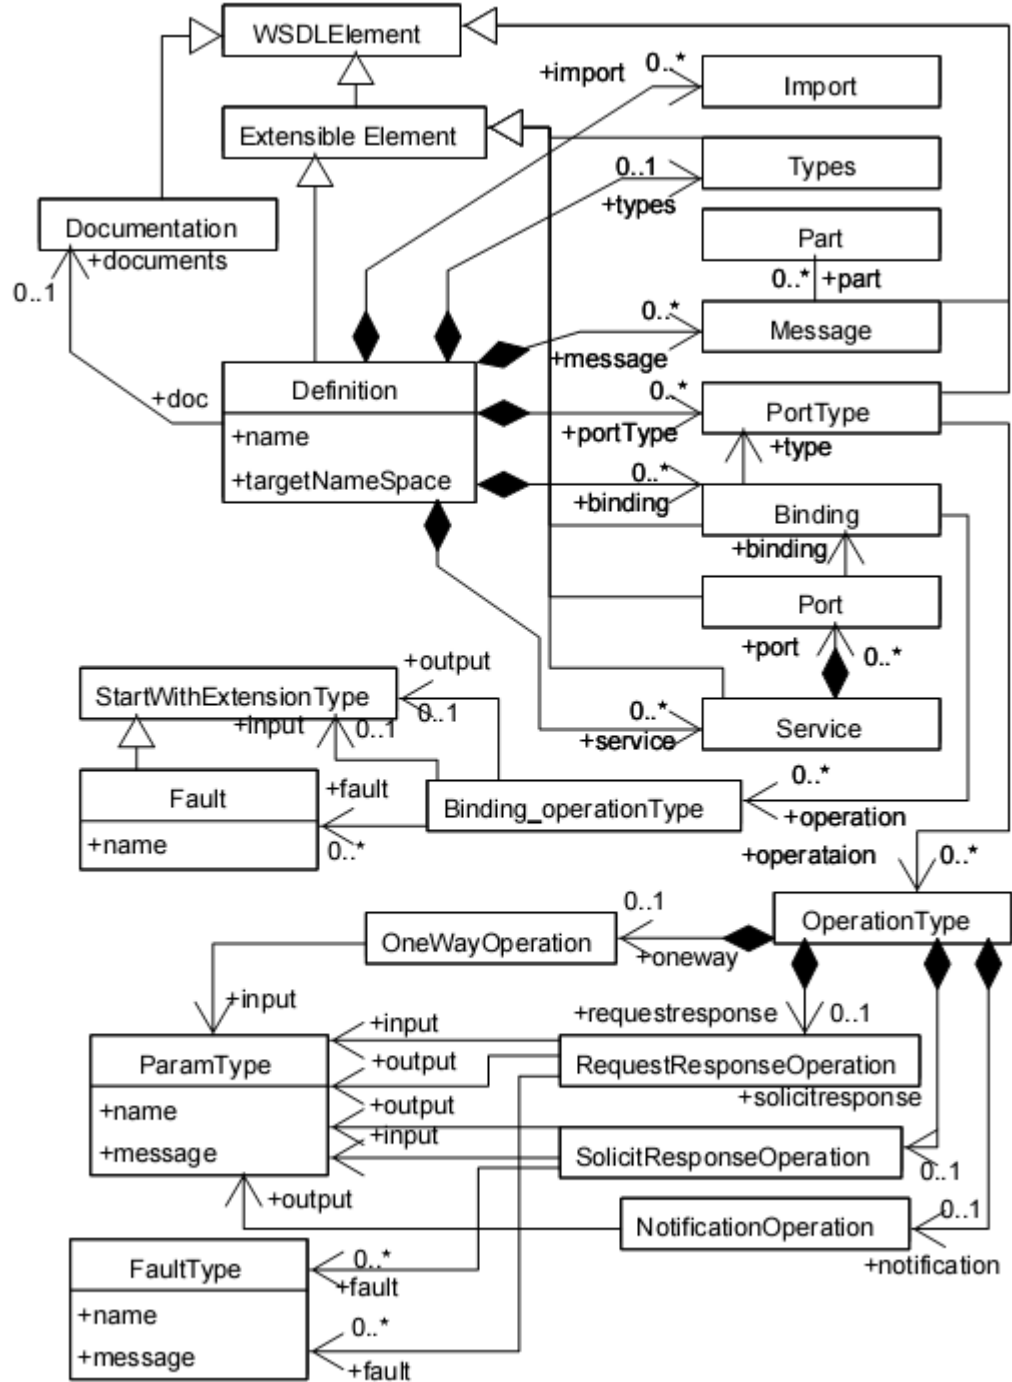 WSDLElement
+import
0..*
Import
Extensible Element
0..1
Types
+types
Documentation
+documents
0..1
Part
0..*
+part
0..*
Message
+message
+doc
Definition
+name
+targetNameSpace
0..*
PortType
+portType
+type
0..*
+binding
Binding
+binding
Port
+port
0..*
+output
StartWithExtensionType
+input
0..1
0..1
0..*
+service
Service
Fault
+name
+fault
0..*
Binding_operationType
0..*
+operation
+operataion
0..*
0..1
OneWayOperation
+oneway
OperationType
+input
+requestresponse
0..1
ParamType
+name
+message
+input
+output
+output
+input
RequestResponseOperation
+solicitresponse
SolicitResponseOperation
0..1
+output
NotificationOperation
0..1
+notification
FaultType
+name
+message
0..*
+fault
0..*
+fault